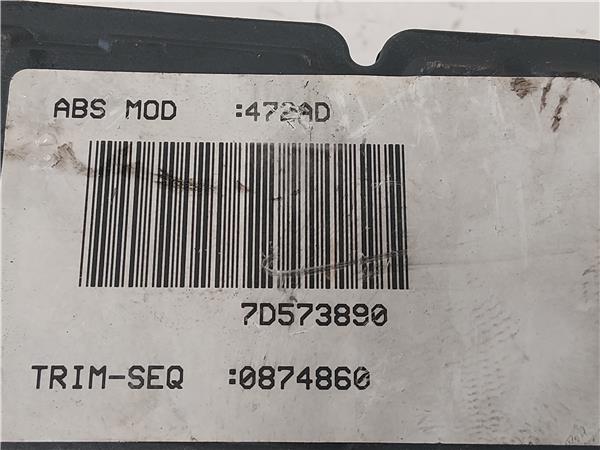 ABS MOD :472AD
7D573890
TRIM-SEQ :0874860